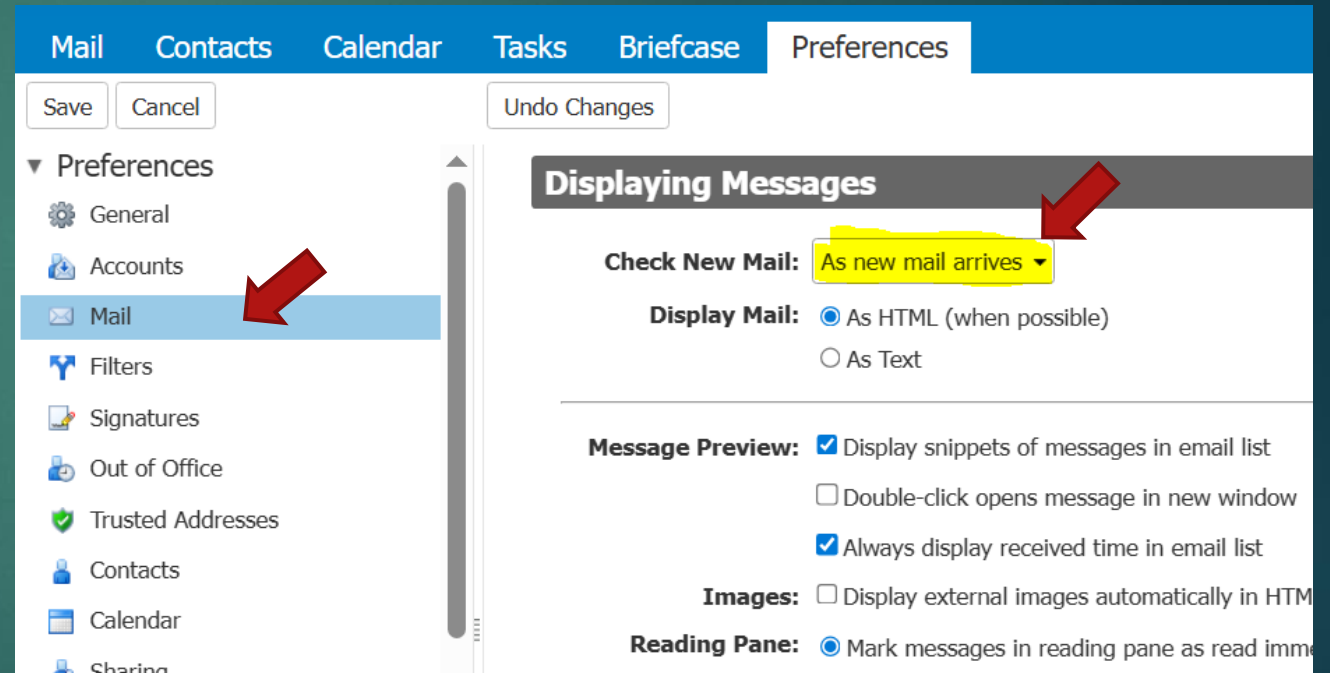 Mail Contacts Calendar Tasks Briefcase Preferences
Save Cancel Undo Changes
Preferences
General
Accounts
Mail
Filters
Signatures
Out of Office
Trusted Addresses
Contacts
Calendar
Sharing
Displaying Messages
Check New Mail: As new mail arrives
Display Mail: As HTML (when possible)
As Text
Message Preview: Display snippets of messages in email list
Double-click opens message in new window
Always display received time in email list
Images: Display external images automatically in HTM
Reading Pane: Mark messages in reading pane as read imme